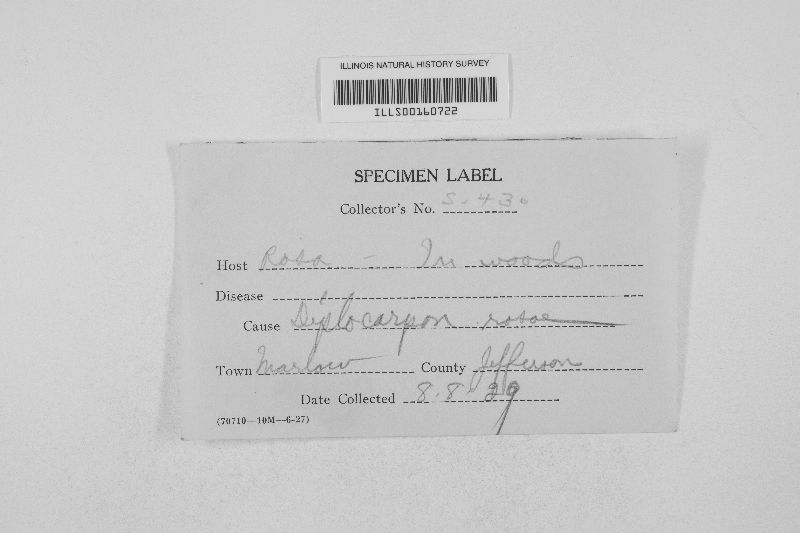 ILLINOIS NATURAL HISTORY SURVEY
ILLS00160722
SPECIMEN LABEL
Collector's No. S-430
Host Rosa - In woods
Disease
Cause Diplocarpon rosae
Town Marlow County Jefferson
Date Collected 8.8.29
(70710—10M—6-27)